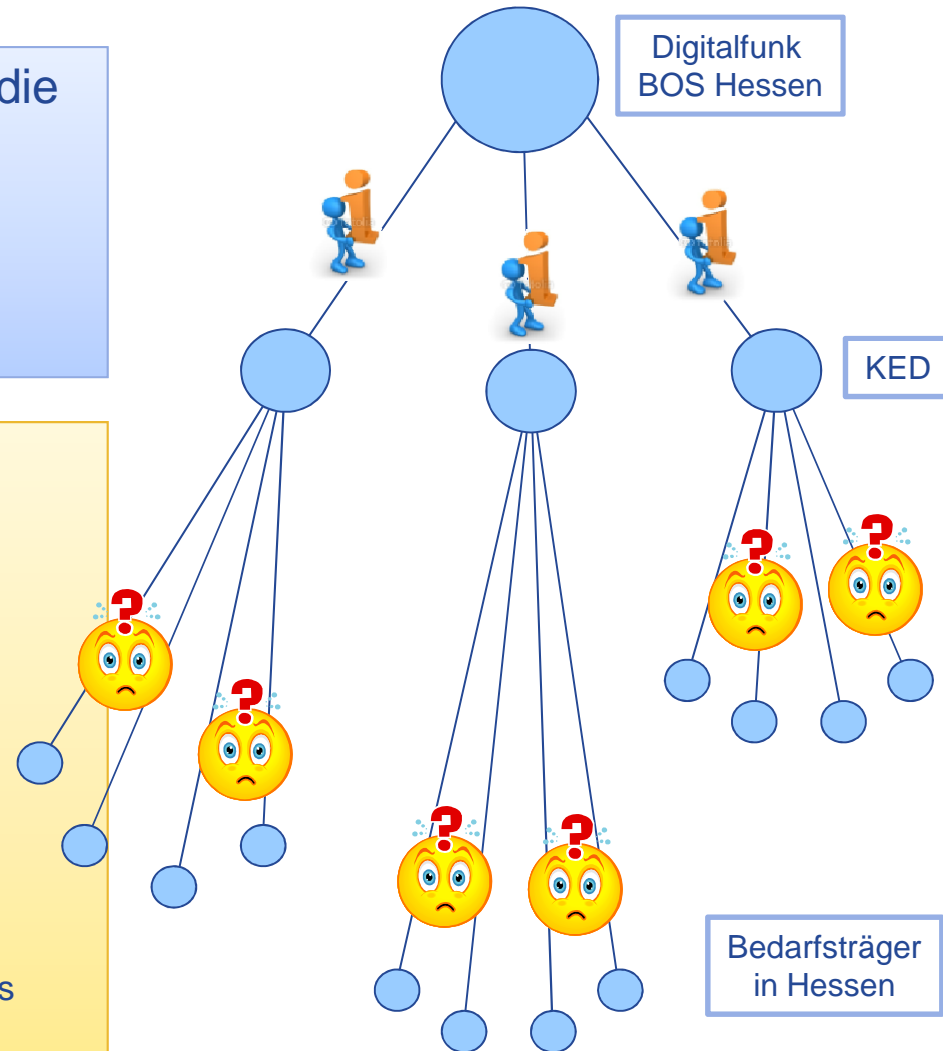 die
Digitalfunk
BOS Hessen
KED
?
?
?
?
?
?
s
Bedarfsträger
in Hessen